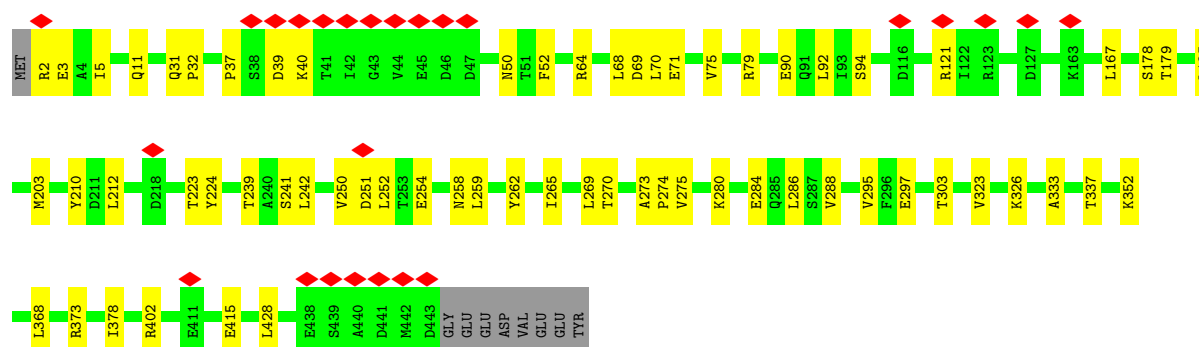 MET R2 E3 A4 I5 Q11 Q31 P32 P37 S38 D39 K40 T41 I42 G43 V44 E45 D46 D47 N50 T51 F52 R64 L68 D69 L70 E71 V75 R79 E90 Q91 L92 I93 S94 D116 R121 I122 R123 D127 K163 L167 S178 T179
M203 Y210 D211 L212 D218 T223 Y224 T239 A240 S241 L242 V250 D251 L252 T253 E254 N258 L259 Y262 I265 L269 T270 A273 P274 V275 K280 E284 Q285 L286 S287 V288 V295 F296 E297 T303 V323 K326 A333 T337 K352
L368 R373 I378 R402 E411 E415 L428 E438 S439 A440 D441 M442 D443 GLY GLU GLU ASP VAL GLU GLU TYR